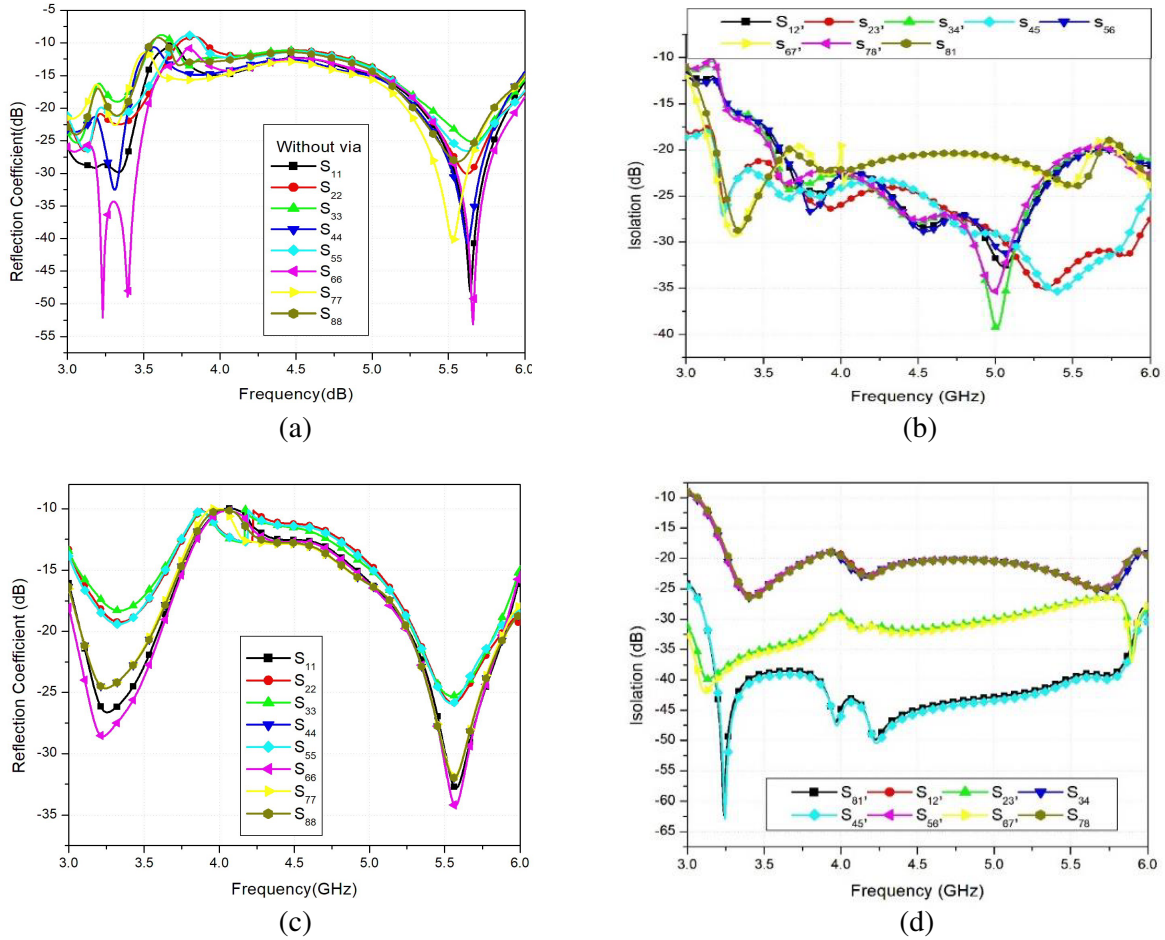 -5
-10
-15
-20
-25
-30
-35
-40
-45
-50
-55
Reflection Coefficient(dB)
Without via
S11
S22
S33
S44
S55
S66
S77
S88
3.0 3.5 4.0 4.5 5.0 5.5 6.0
Frequency(dB)
(a)
S12, s23, s34, s45 s56
s67, s78, s81
-10
-15
-20
-25
-30
-35
-40
Isolation (dB)
3.0 3.5 4.0 4.5 5.0 5.5 6.0
Frequency (GHz)
(b)
-10
-15
-20
-25
-30
-35
Reflection Coefficient (dB)
S11
S22
S33
S44
S55
S66
S77
S88
3.0 3.5 4.0 4.5 5.0 5.5 6.0
Frequency(GHz)
(c)
-10
-15
-20
-25
-30
-35
-40
-45
-50
-55
-60
-65
Isolation (dB)
S81, S12, S23, S34
S45, S56, S67, S78
3.0 3.5 4.0 4.5 5.0 5.5 6.0
Frequency (GHz)
(d)